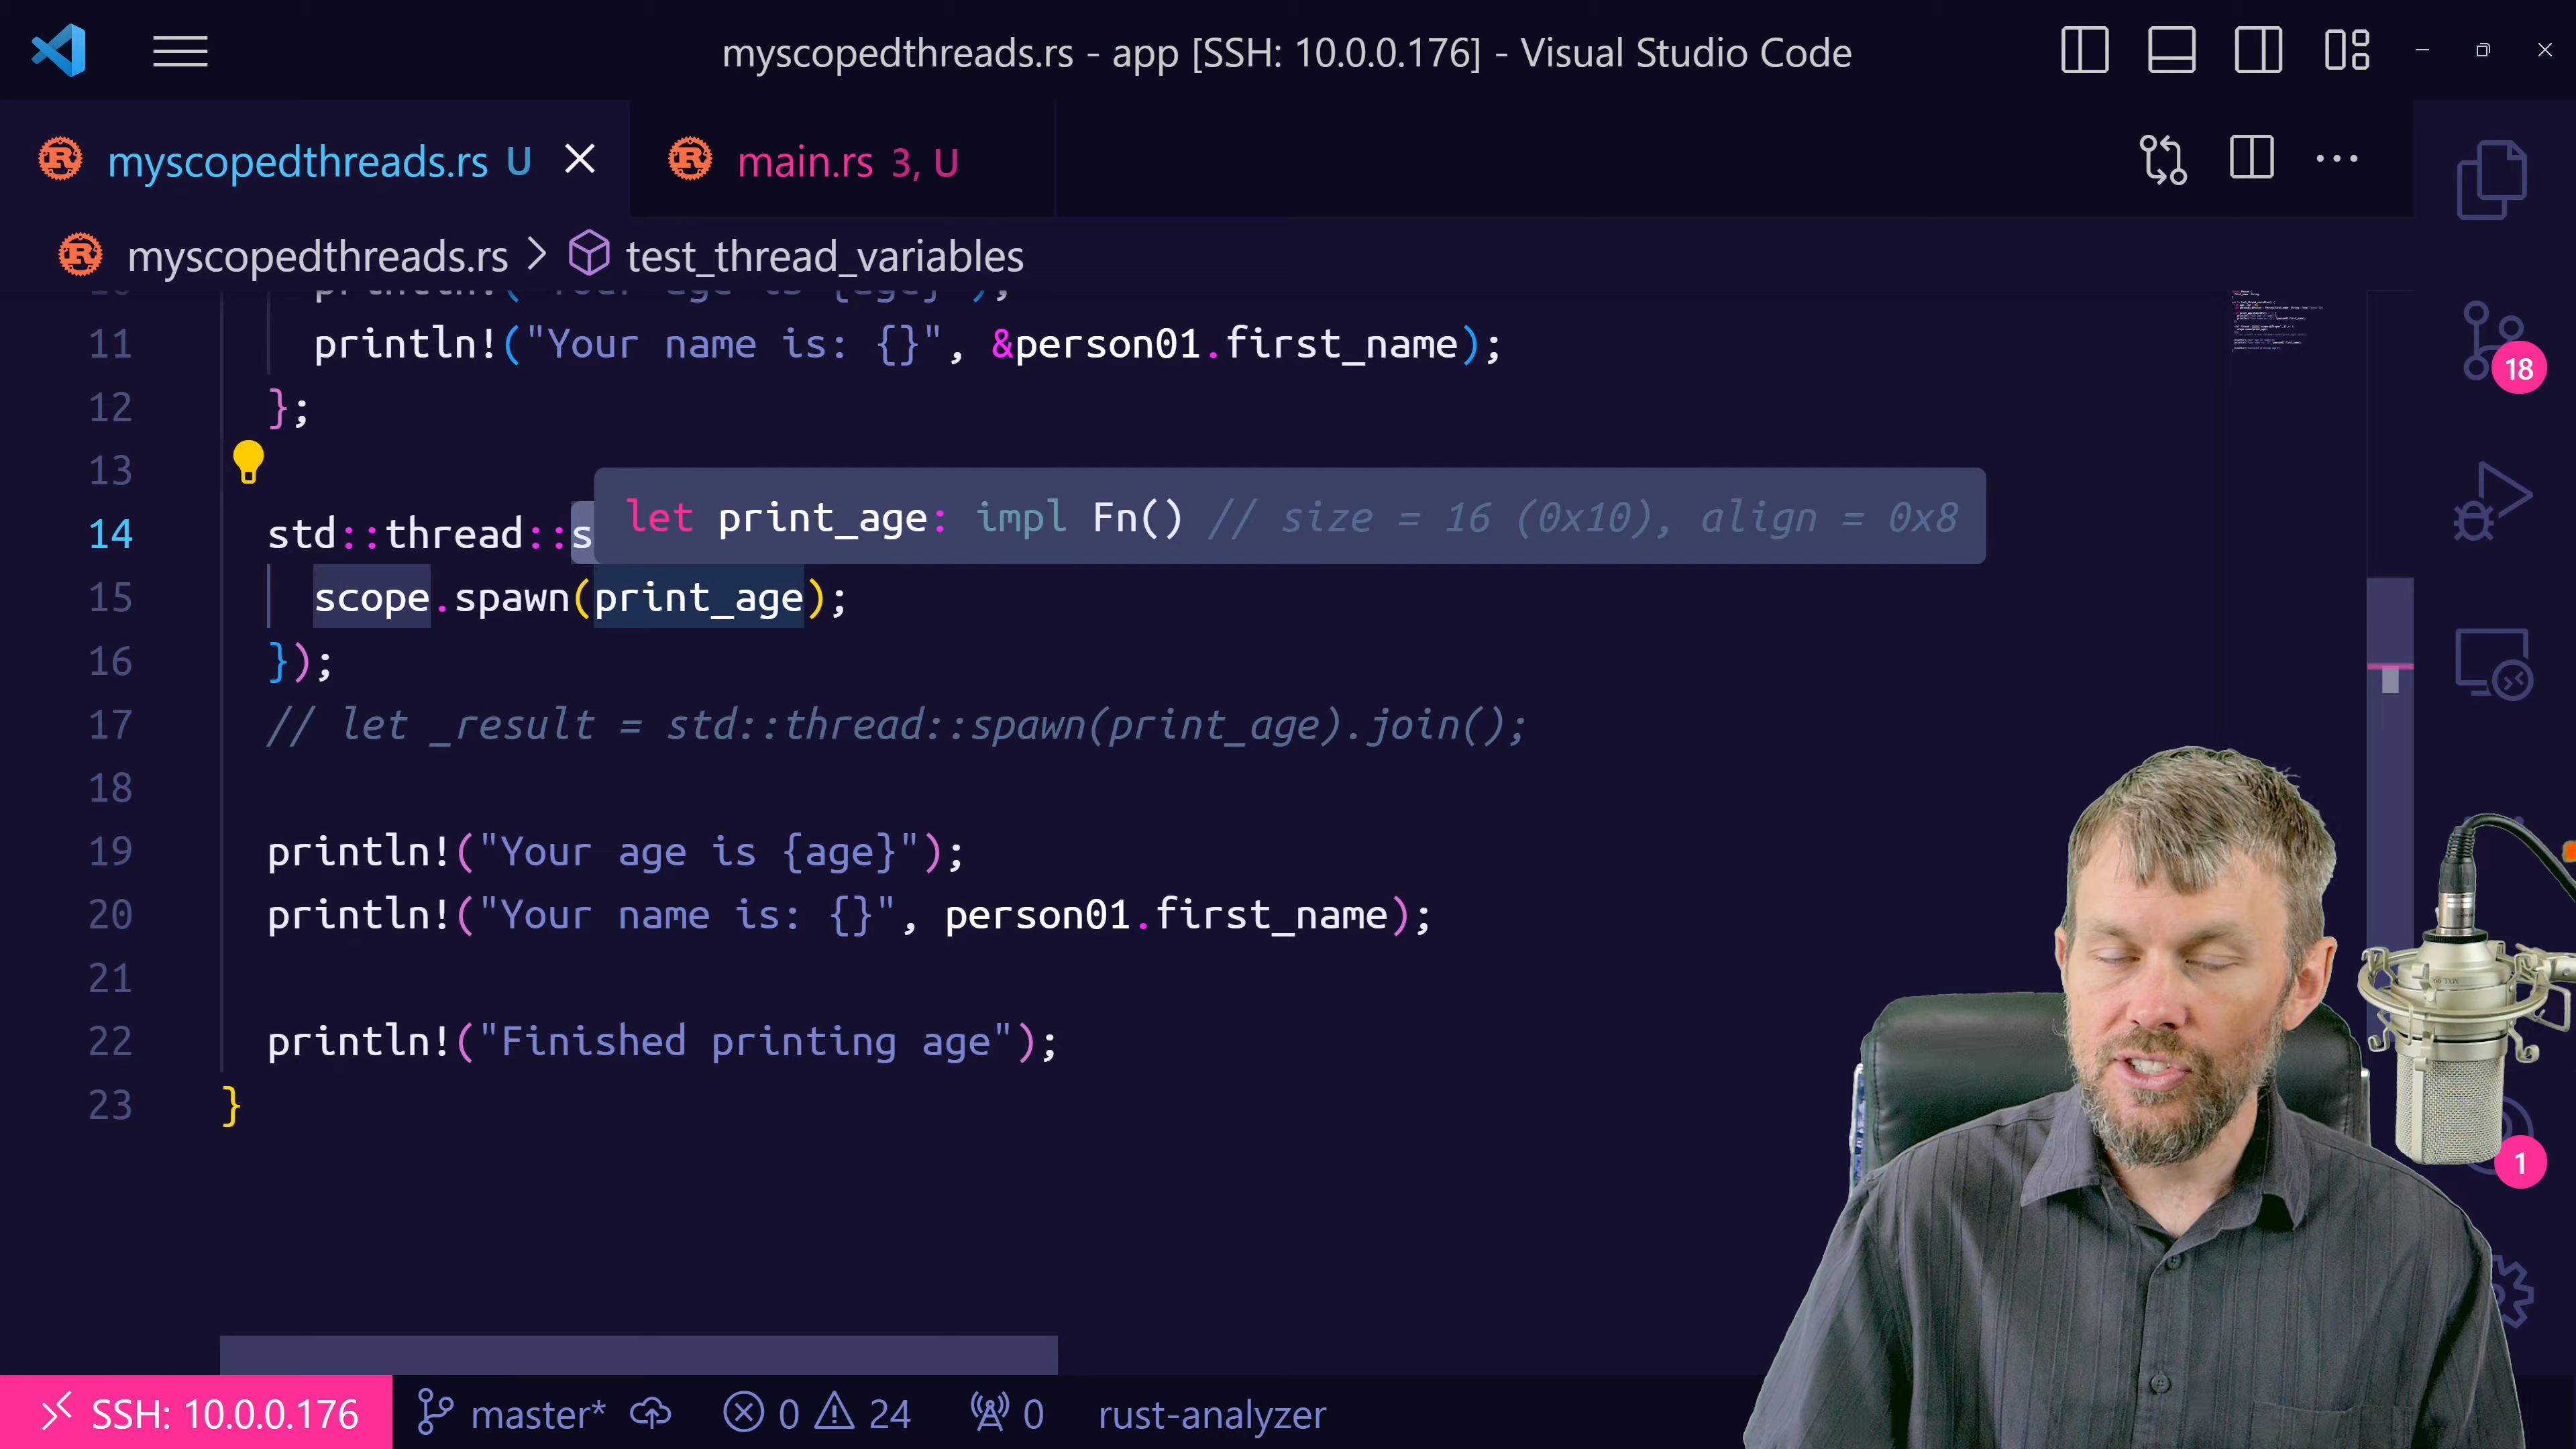 myscopedthreads.rs - app [SSH: 10.0.0.176] - Visual Studio Code
myscopedthreads.rs U
main.rs 3, U
myscopedthreads.rs > test_thread_variables
11 println!("Your name is: {}", &person01.first_name);
12 };
13
14 std::thread::s
let print_age: impl Fn() // size = 16 (0x10), align = 0x8
15 scope.spawn(print_age);
16 });
17 // let _result = std::thread::spawn(print_age).join();
18
19 println!("Your age is {age}");
20 println!("Your name is: {}", person01.first_name);
21
22 println!("Finished printing age");
23 }
18
1
SSH: 10.0.0.176 master* 0 24 0 rust-analyzer